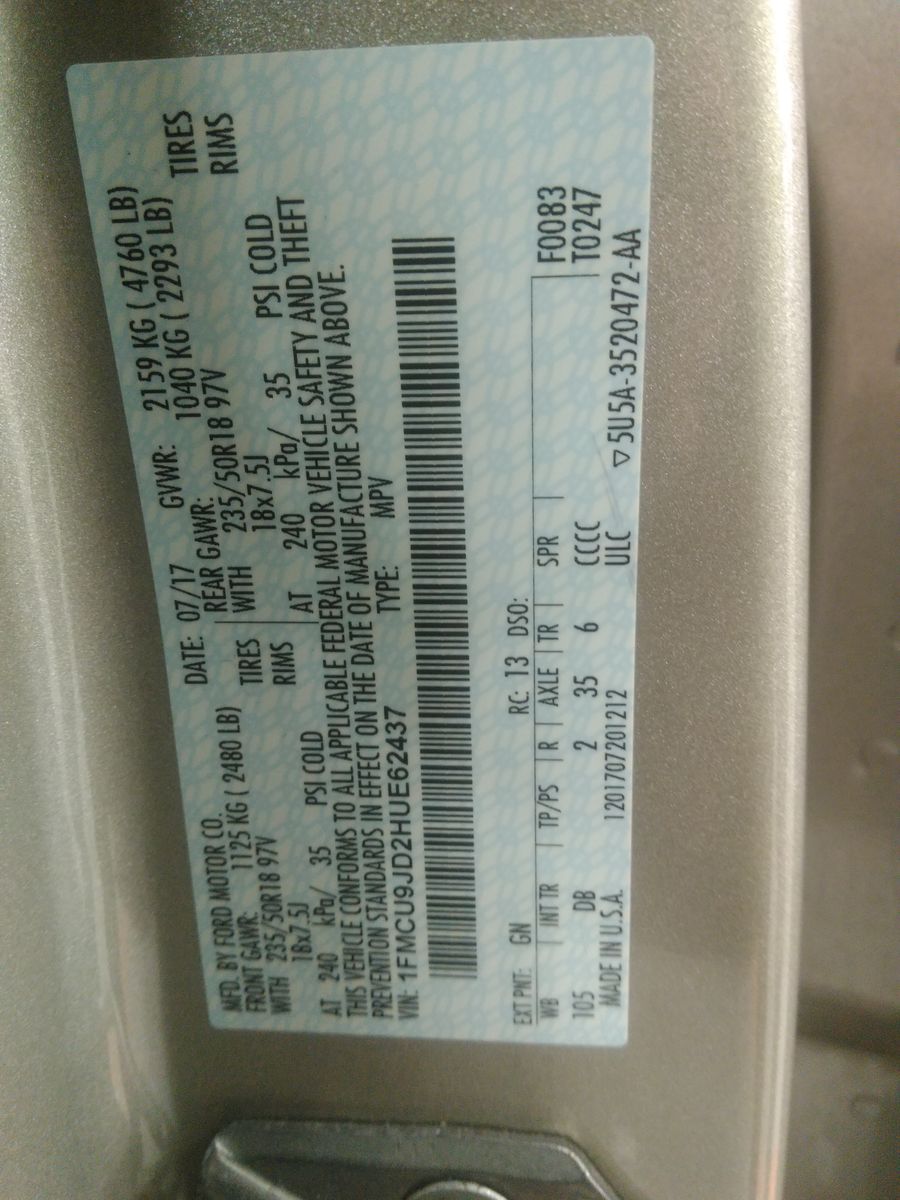 MFD. BY FORD MOTOR CO.
DATE: 07/17 GVWR: 2159 KG ( 4760 LB)
FRONT GAWR: 1125 KG ( 2480 LB) REAR GAWR: 1040 KG ( 2293 LB)
WITH 235/50R18 97V TIRES WITH 235/50R18 97V TIRES
18x7.5J RIMS 18x7.5J RIMS
AT 240 kPa/ 35 PSI COLD AT 240 kPa/ 35 PSI COLD
THIS VEHICLE CONFORMS TO ALL APPLICABLE FEDERAL MOTOR VEHICLE SAFETY AND THEFT
PREVENTION STANDARDS IN EFFECT ON THE DATE OF MANUFACTURE SHOWN ABOVE.
VIN: 1FMCU9JD2HUE62437 TYPE: MPV
EXT PNT: GN RC: 13 DSO:
WB | INT TR | TP/PS | R | AXLE | TR | SPR | F0083
105 DB 2 35 6 CCCC T0247
MADE IN U.S.A. 1201707201212 ULC ▽5U5A-3520472-AA